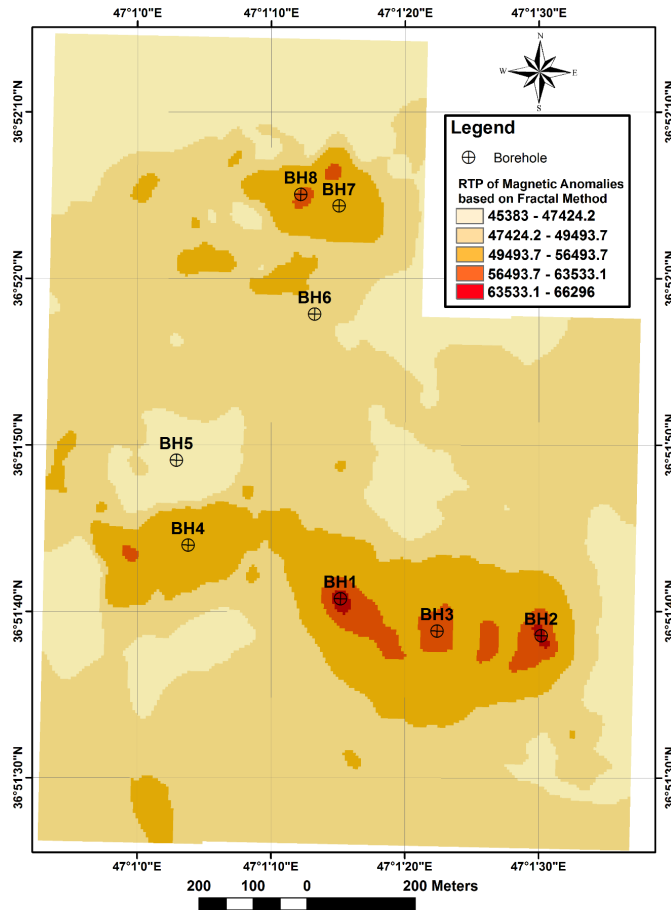 47°1'0"E 47°1'10"E 47°1'20"E 47°1'30"E
N
W E
S
36°52'10"N 36°52'10"N
Legend
Borehole
RTP of Magnetic Anomalies
based on Fractal Method
45383 - 47424.2
47424.2 - 49493.7
49493.7 - 56493.7
56493.7 - 63533.1
63533.1 - 66296
BH8
BH7
36°52'0"N 36°52'0"N
BH6
BH5
36°51'50"N 36°51'50"N
BH4
BH1
BH3
BH2
36°51'40"N 36°51'40"N
36°51'30"N 36°51'30"N
47°1'0"E 47°1'10"E 47°1'20"E 47°1'30"E
200 100 0 200 Meters